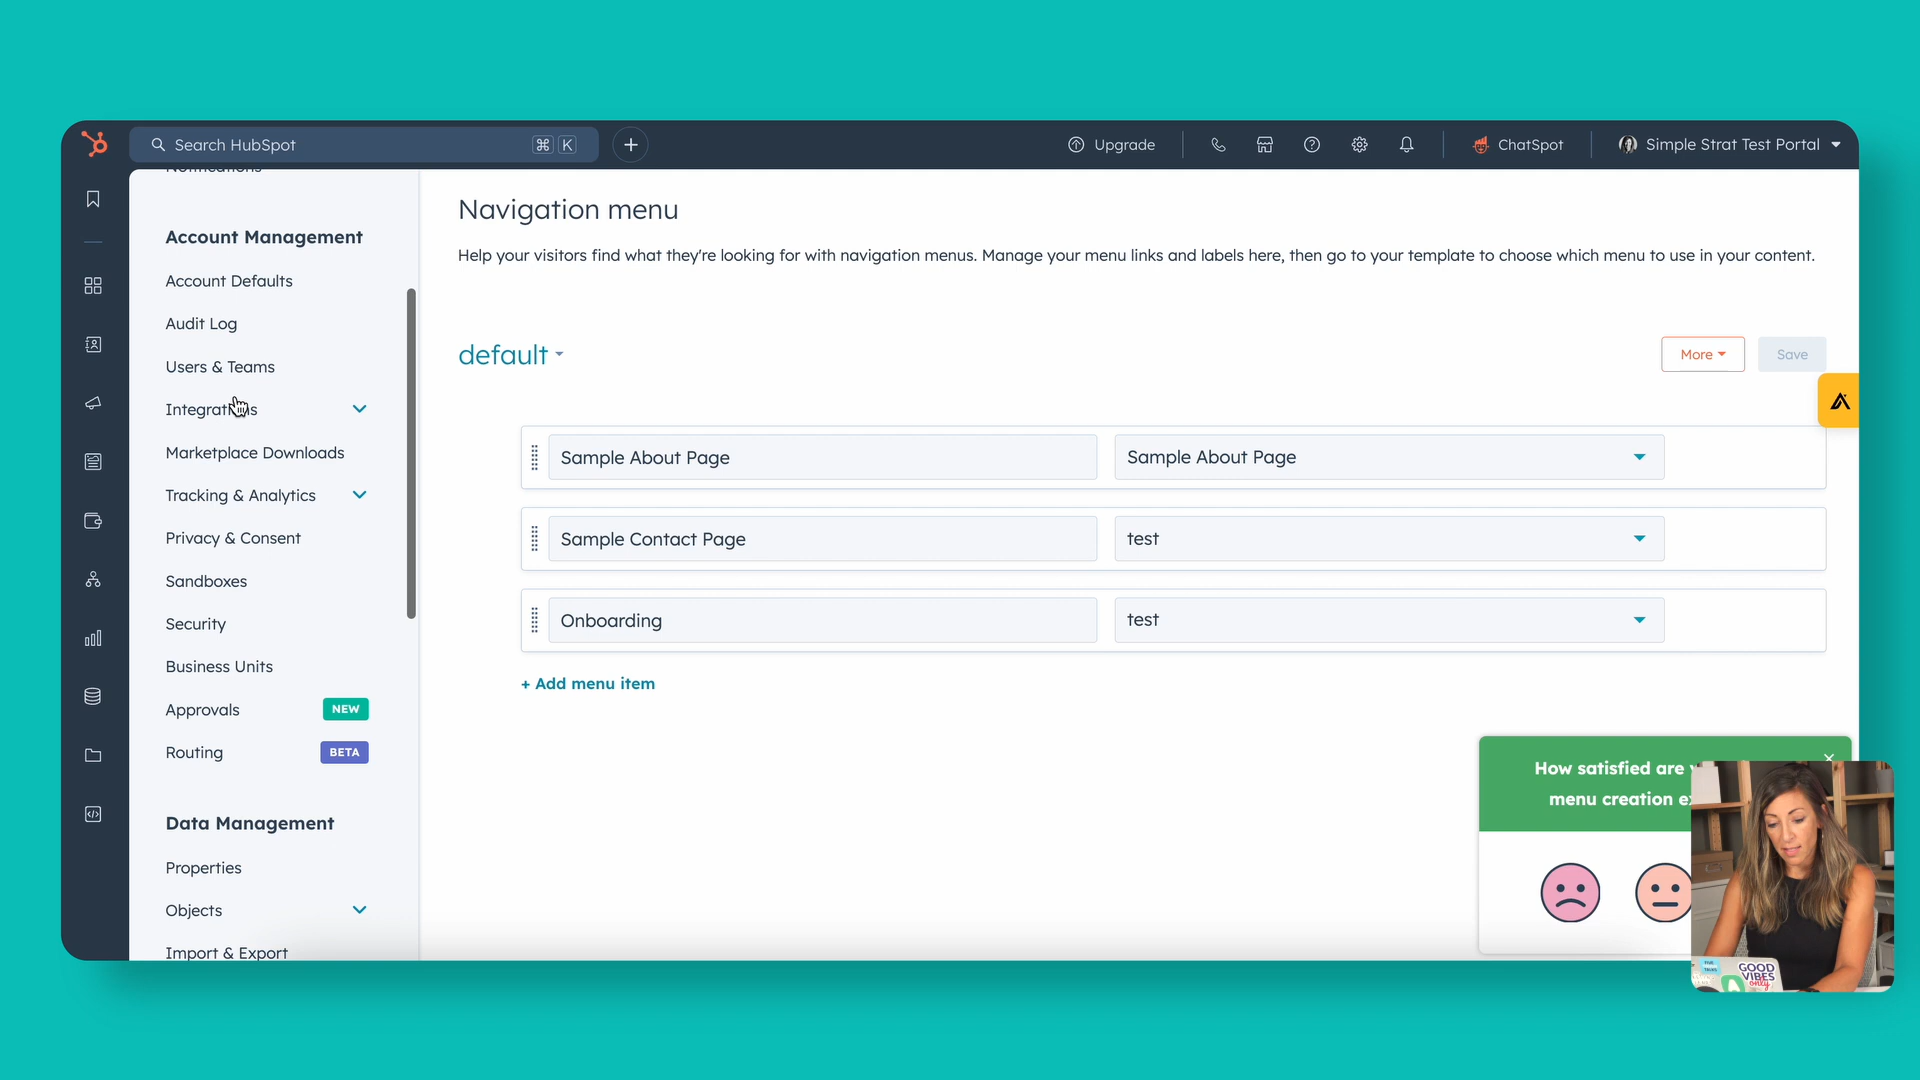 Search HubSpot
⌘ K
Upgrade
ChatSpot
Simple Strat Test Portal
Notifications
Account Management
Account Defaults
Audit Log
Users & Teams
Integrations
Marketplace Downloads
Tracking & Analytics
Privacy & Consent
Sandboxes
Security
Business Units
Approvals NEW
Routing BETA
Data Management
Properties
Objects
Import & Export
Navigation menu
Help your visitors find what they're looking for with navigation menus. Manage your menu links and labels here, then go to your template to choose which menu to use in your content.
default
More
Save
Sample About Page Sample About Page
Sample Contact Page test
Onboarding test
+ Add menu item
How satisfied are
menu creation
GOOD
VIBES
only